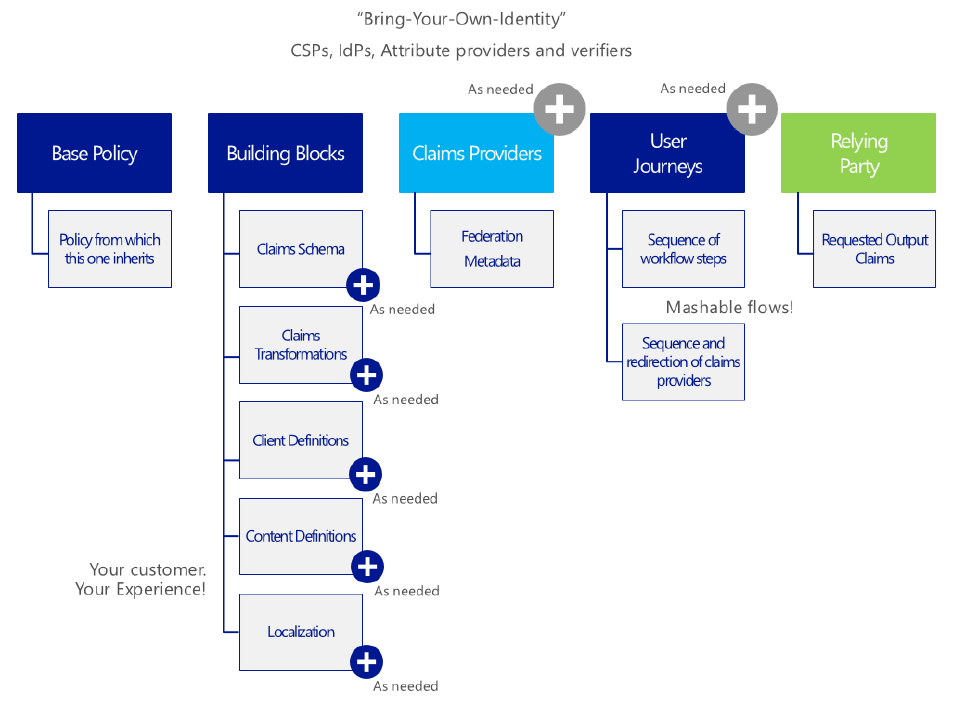 “Bring-Your-Own-Identity”
CSPs, IdPs, Attribute providers and verifiers
As needed
As needed
Base Policy
Building Blocks
Claims Providers
User
Journeys
Relying
Party
Policy from which
this one inherits
Claims Schema
As needed
Claims
Transformations
As needed
Client Definitions
As needed
Content Definitions
As needed
Localization
As needed
Your customer.
Your Experience!
Federation
Metadata
Sequence of
workflow steps
Mashable flows!
Sequence and
redirection of claims
providers
Requested Output
Claims